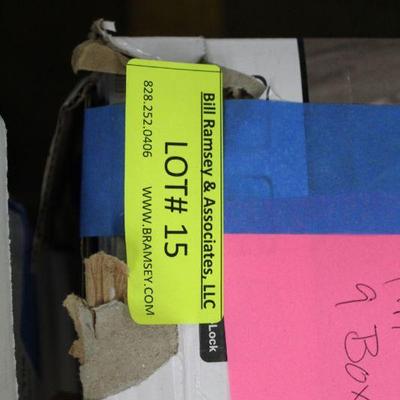 Bill Ramsey & Associates, LLC
LOT# 15
828.252.0406 WWW.BRAMSEY.COM
Lock
9 Box